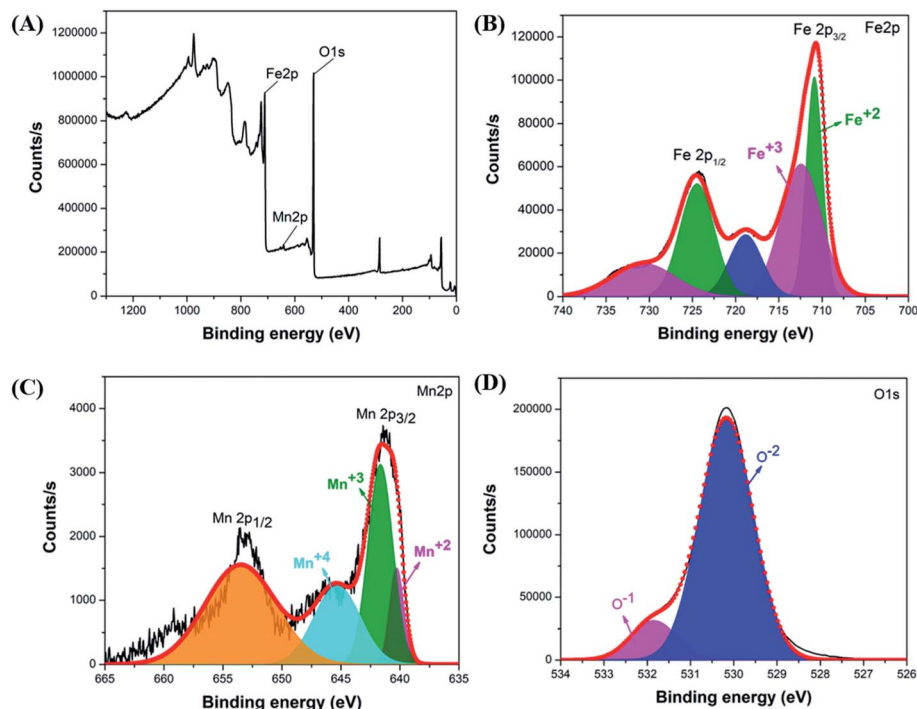 (A)
1200000
1000000
800000
600000
400000
200000
0
Counts/s
O1s
Fe2p
Mn2p
1200 1000 800 600 400 200 0
Binding energy (eV)
(B)
120000
100000
80000
60000
40000
20000
0
Counts/s
Fe 2p3/2 Fe2p
Fe+2
Fe+3
Fe 2p1/2
740 735 730 725 720 715 710 705 700
Binding energy (eV)
(C)
4000
3000
2000
1000
0
Counts/s
Mn2p
Mn 2p3/2
Mn+3
Mn 2p1/2
Mn+4
Mn+2
665 660 655 650 645 640 635
Binding energy (eV)
(D)
200000
150000
100000
50000
0
Counts/s
O1s
O-2
O-1
534 533 532 531 530 529 528 527 526
Binding energy (eV)